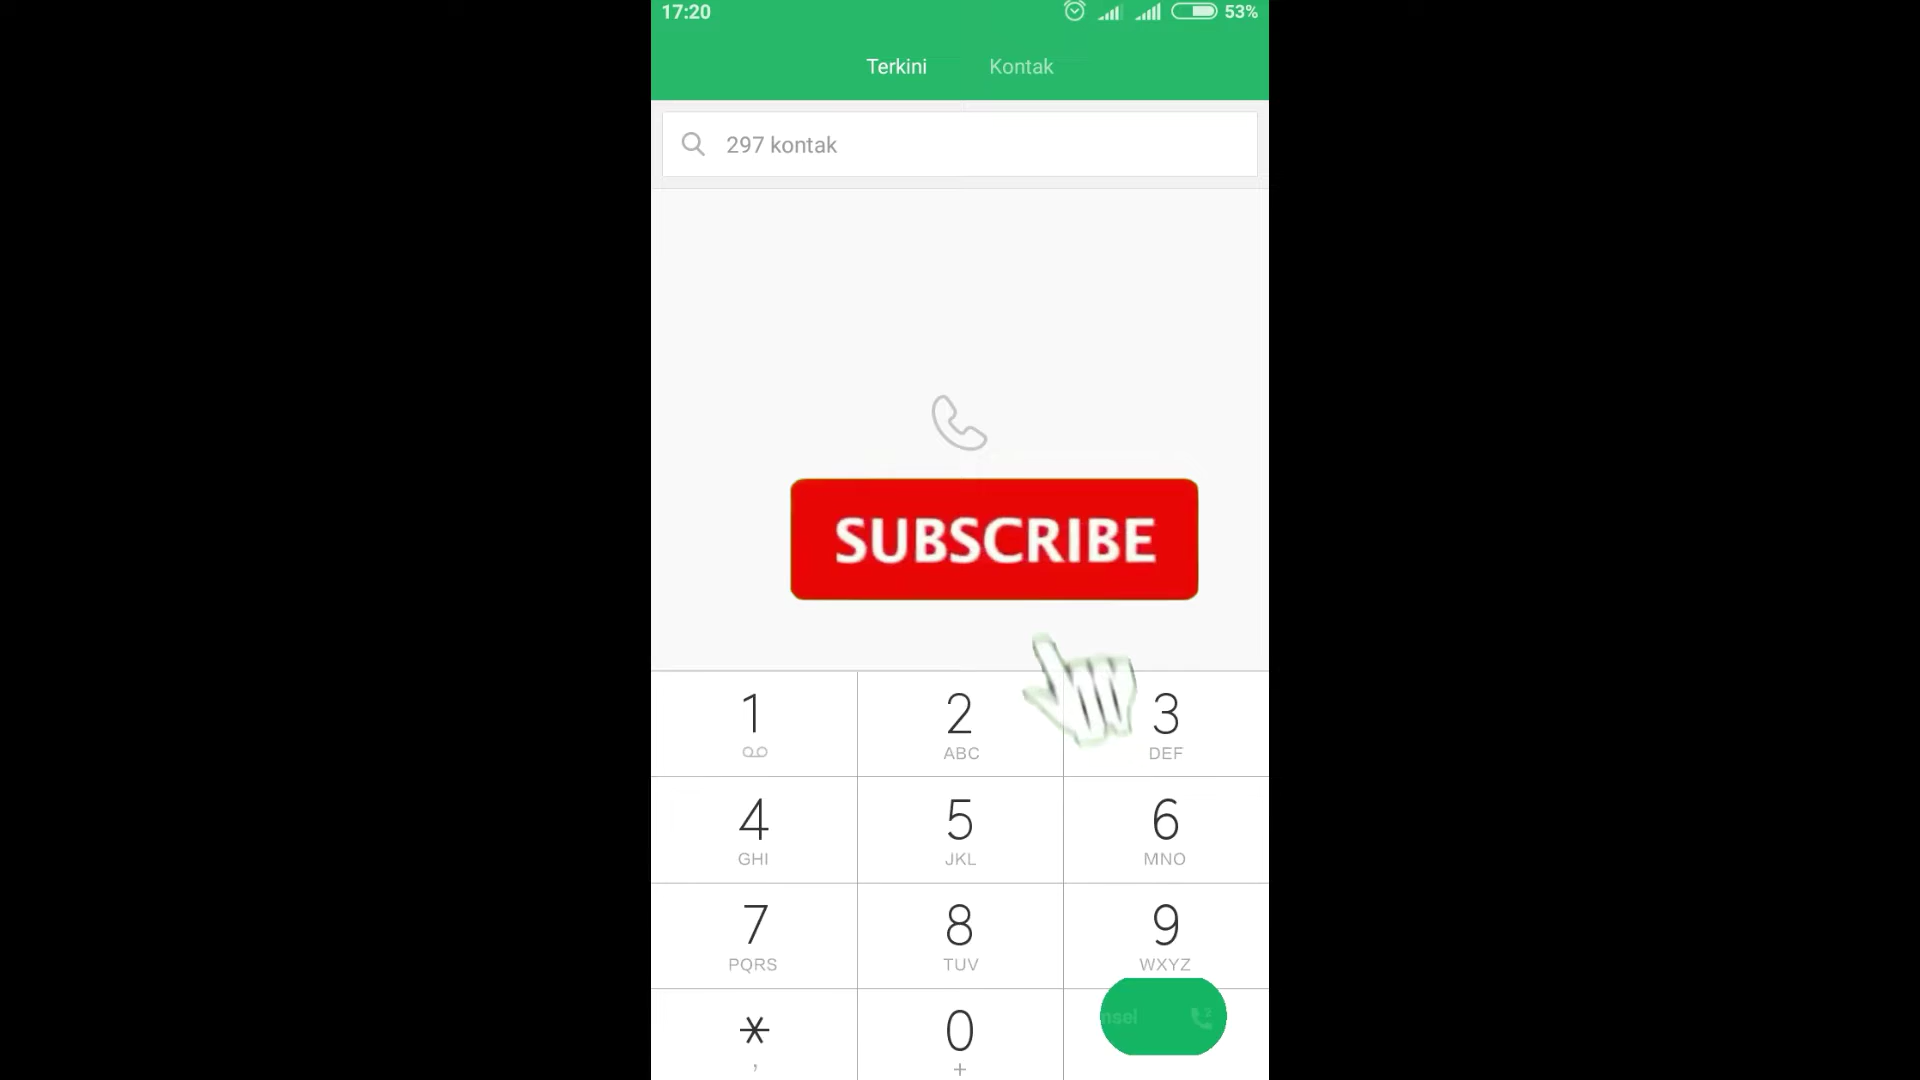 17:20 53%
Terkini Kontak
297 kontak
SUBSCRIBE
1 2 3
ABC DEF
4 5 6
GHI JKL MNO
7 8 9
PQRS TUV WXYZ
* 0
, +